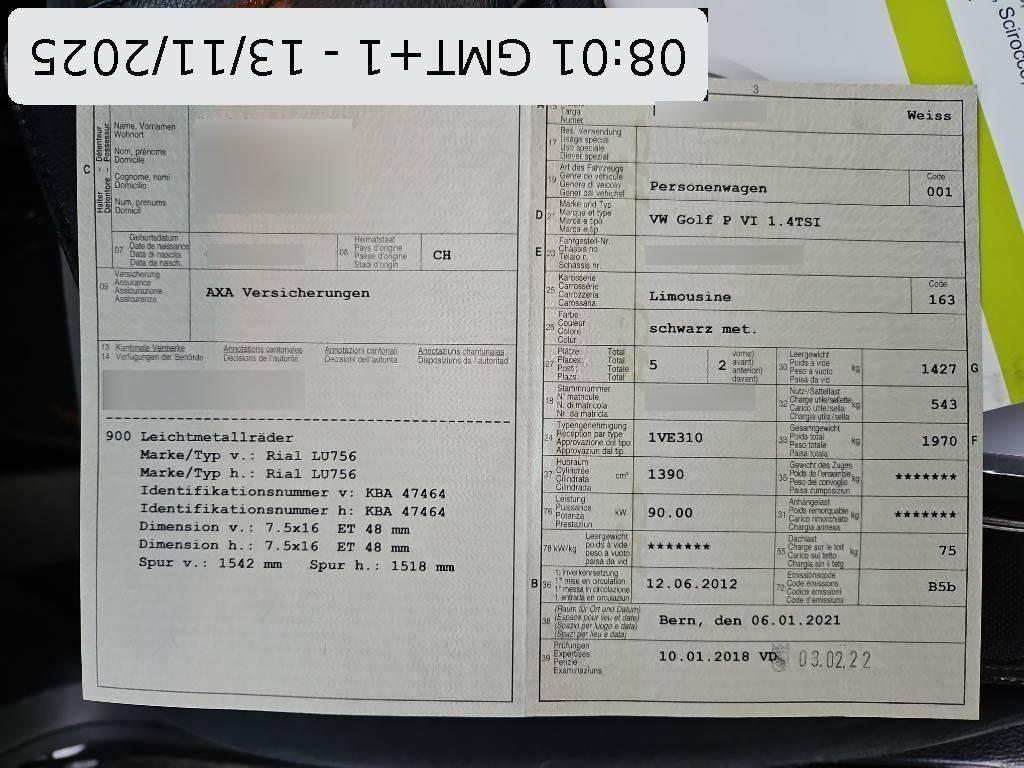 08:01 GMT+1 - 13/11/2025
, Scirocco,
3
C
Halter - Détenteur
Detentore - Possessur
Name, Vornamen
Wohnort
Nom, prénoms
Domicile
Cognome, nomi
Domicilio
Num, prenums
Domicil
07
Geburtsdatum
Date de naissance
Data di nascita
Data da nasch.
08
Heimatstaat
Pays d'origine
Paese d'origine
Stadi d'origin
CH
09
Versicherung
Assurance
Assicurazione
Assicuranza
AXA Versicherungen
13 Kantonale Vermerke
14 Verfügungen der Behörde
Annotations cantonales
Décisions de l'autorité
Annotazioni cantonali
Decisioni dell'autorità
Annotaziuns chantunalas
Disposiziuns da l'autoritad
900 Leichtmetallräder
Marke/Typ v.: Rial LU756
Marke/Typ h.: Rial LU756
Identifikationsnummer v: KBA 47464
Identifikationsnummer h: KBA 47464
Dimension v.: 7.5x16 ET 48 mm
Dimension h.: 7.5x16 ET 48 mm
Spur v.: 1542 mm Spur h.: 1518 mm
A 15
Targa
Numer
Weiss
17
Bes. Verwendung
Usage spécial
Uso speciale
Diever spezial
19
Art des Fahrzeugs
Genre de véhicule
Genere di veicolo
Gener dal vehichel
Personenwagen
Code
001
D 21
Marke und Typ
Marque et type
Marca e tipo
Marca e tip
VW Golf P VI 1.4TSI
E 23
Fahrgestell-Nr.
Châssis no
Telaio n.
Schassis nr.
25
Karosserie
Carrosserie
Carrozzeria
Carossaria
Limousine
Code
163
26
Farbe
Couleur
Colore
Colur
schwarz met.
27
Plätze: Total
Places: Total
Posti: Totale
Plazs: Total
5
2
vorne)
avant)
anteriori)
davant)
30
Leergewicht
Poids à vide
Peso a vuoto
Paisa da vid
kg
1427
G
18
Stammnummer
N° matricule
N. di matricola
Nr. da matricla
32
Nutz-/Sattellast
Charge utile/sellette
Carico utile/sella
Chargia utila/sella
kg
543
24
Typengenehmigung
Réception par type
Approvazione del tipo
Approvaziun dal tip
1VE310
33
Gesamtgewicht
Poids total
Peso totale
Paisa totala
kg
1970
F
37
Hubraum
Cylindrée
Cilindrata
Cilindrada
cm³
1390
35
Gewicht des Zuges
Poids de l'ensemble
Peso del convoglio
Paisa cumposiziun
kg
*******
76
Leistung
Puissance
Potenza
Prestaziun
kW
90.00
31
Anhängelast
Poids remorquable
Carico rimorchiato
Chargia annexa
kg
*******
78 kW/kg
Leergewicht
poids à vide
peso a vuoto
paisa da vid
*******
55
Dachlast
Charge sur le toit
Carico sul tetto
Chargia sin il tetg
kg
75
B 36
1. Inverkehrsetzung
1re mise en circulation
1a messa in circolazione
1. entrada en circulaziun
12.06.2012
72
Emissionscode
Code émissions
Codice emissioni
Code d'emissiuns
B5b
38
(Raum für Ort und Datum)
(Espace pour lieu et date)
(Spazio per luogo e data)
(Spazi per lieu e data)
Bern, den 06.01.2021
39
Prüfungen
Expertises
Perizie
Examinaziuns
10.01.2018 VD
03.02.22